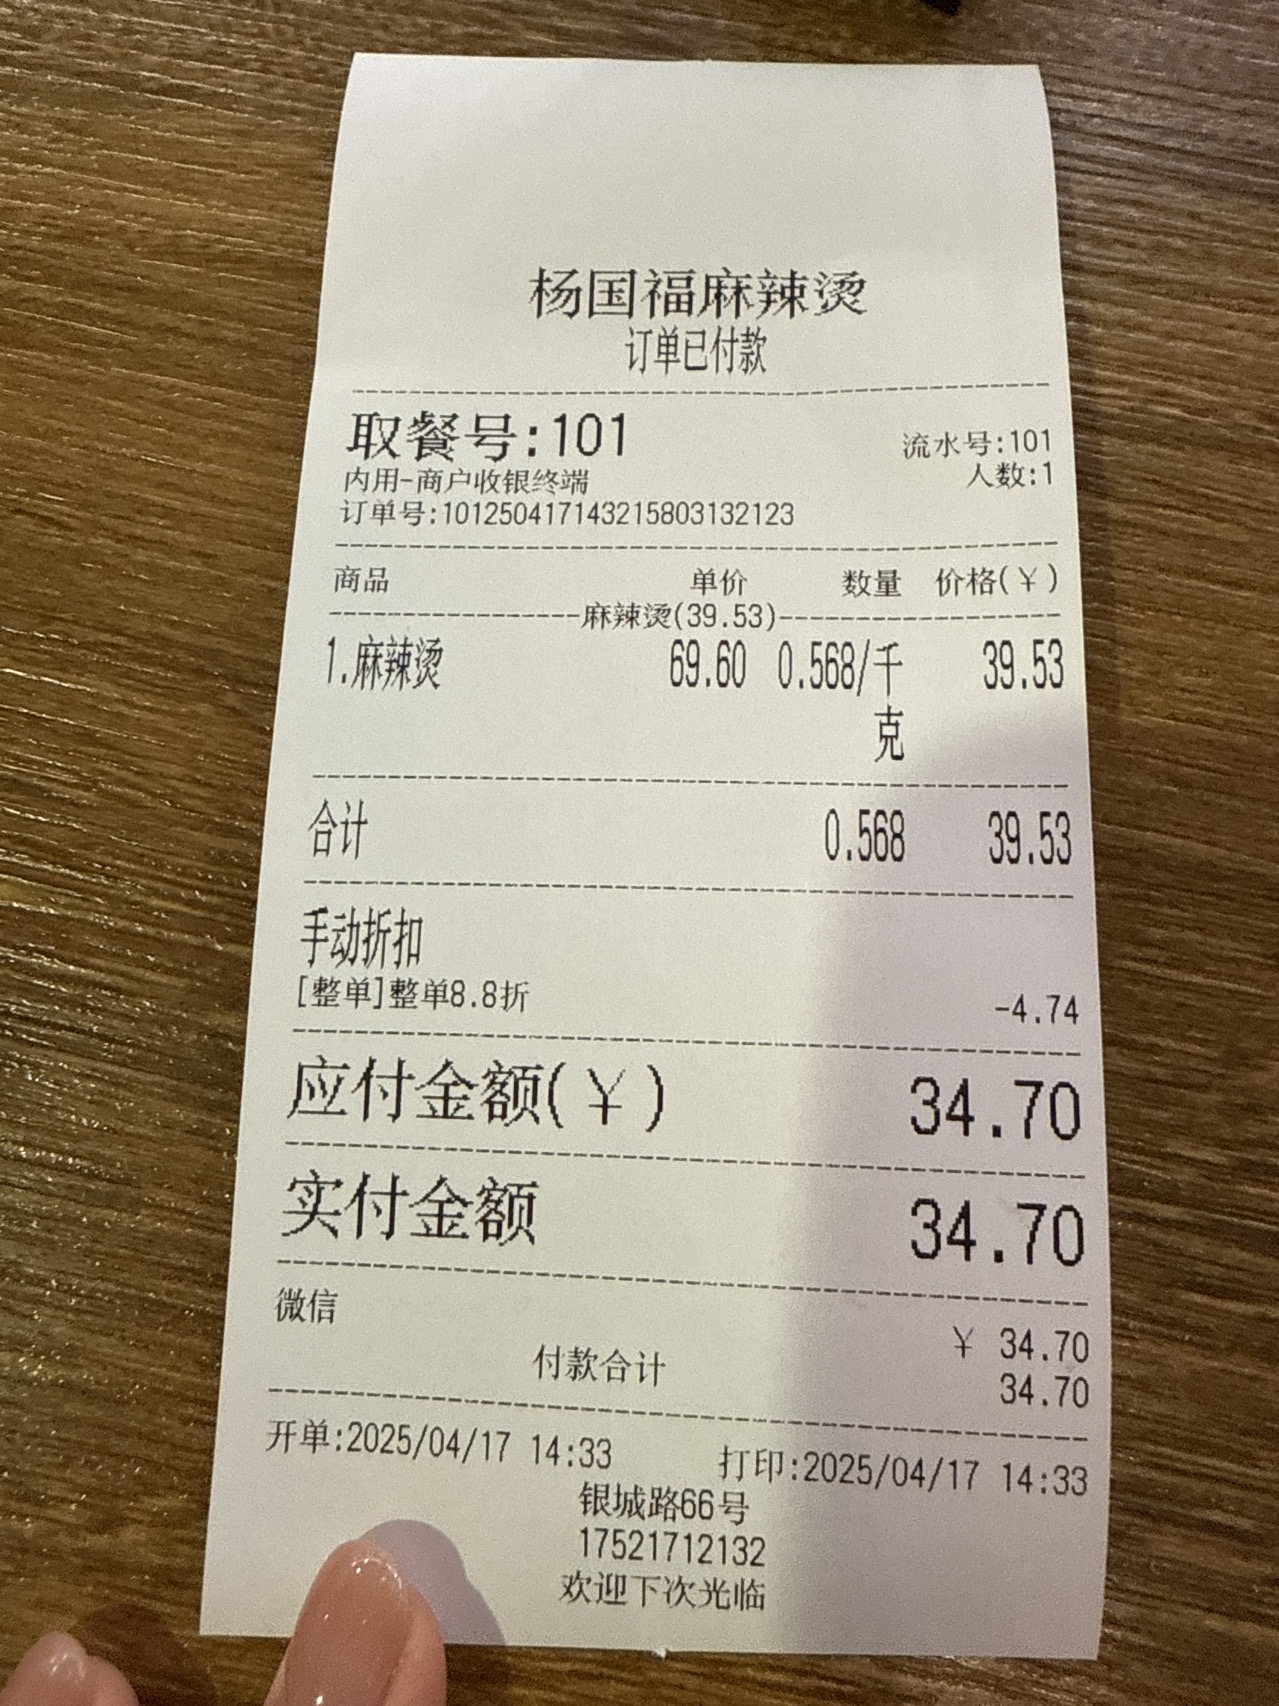 杨国福麻辣烫
订单已付款
取餐号:101 流水号:101
内用-商户收银终端 人数:1
订单号:101250417143215803132123
商品 单价 数量 价格(¥)
麻辣烫(39.53)
1.麻辣烫 69.60 0.568/千克 39.53
合计 0.568 39.53
手动折扣
[整单]整单8.8折 -4.74
应付金额(¥) 34.70
实付金额 34.70
微信 ¥ 34.70
付款合计 34.70
开单:2025/04/17 14:33 打印:2025/04/17 14:33
银城路66号
17521712132
欢迎下次光临